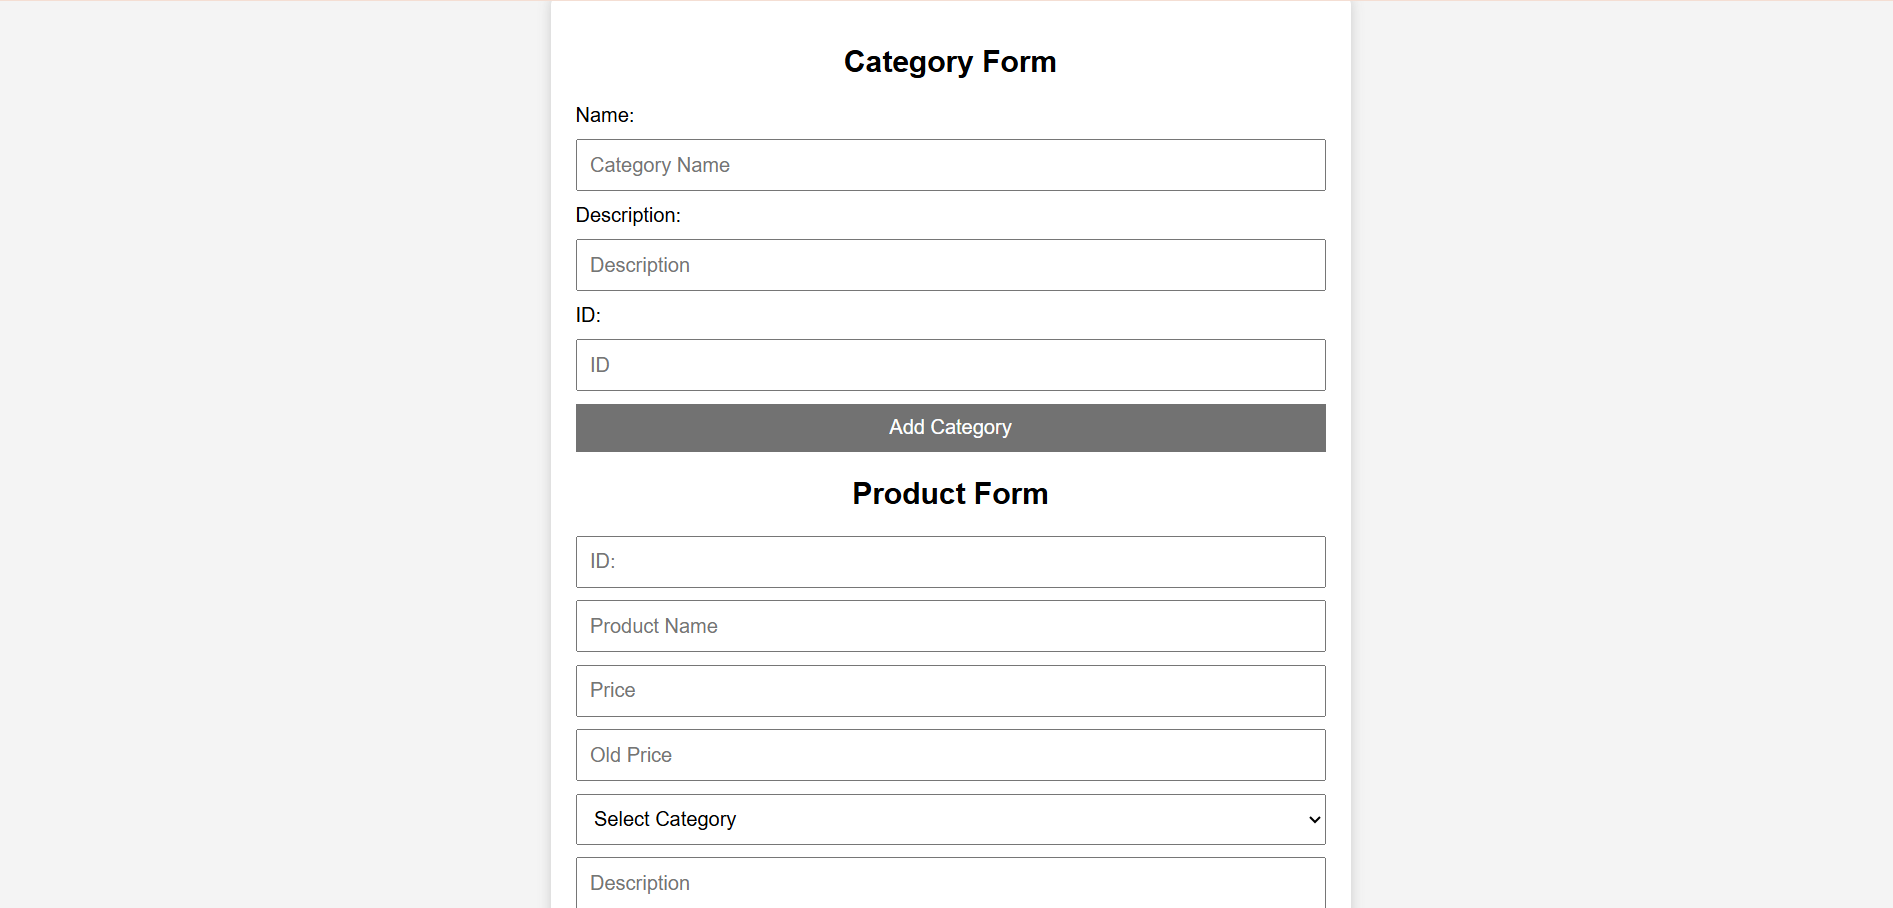 Category Form
Name:
Category Name
Description:
Description
ID:
ID
Add Category
Product Form
ID:
Product Name
Price
Old Price
Select Category
Description